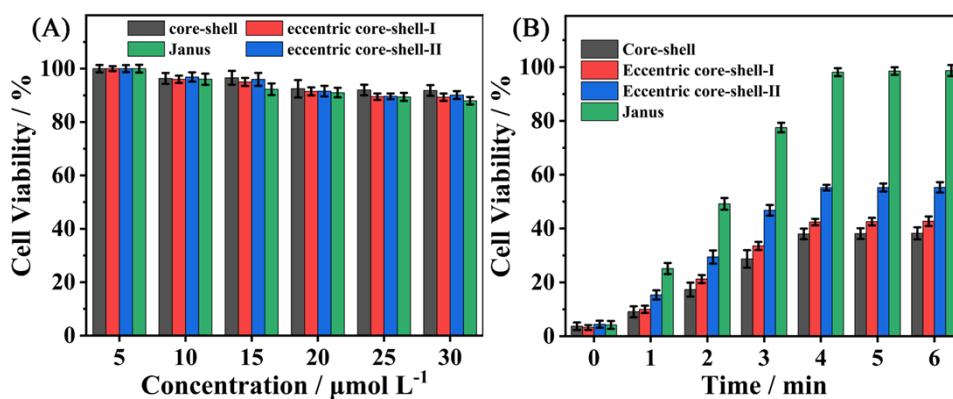 (A)
core-shell
eccentric core-shell-I
Janus
eccentric core-shell-II
Cell Viability / %
120
100
80
60
40
20
0
5 10 15 20 25 30
Concentration / μmol L⁻¹
(B)
Core-shell
Eccentric core-shell-I
Eccentric core-shell-II
Janus
Cell Viability / %
100
80
60
40
20
0
0 1 2 3 4 5 6
Time / min